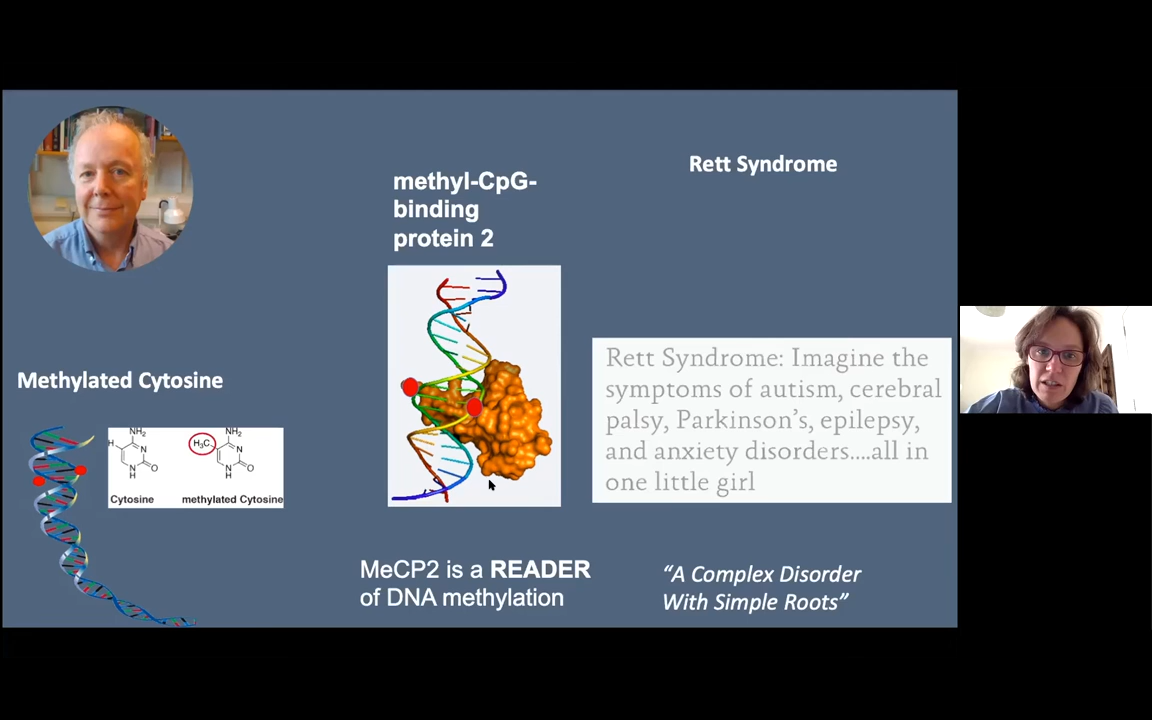 methyl-CpG-
binding
protein 2
Rett Syndrome
Methylated Cytosine
NH₂
H
N
N
H
O
Cytosine
NH₂
H₃C
N
N
H
O
methylated Cytosine
Rett Syndrome: Imagine the
symptoms of autism, cerebral
palsy, Parkinson's, epilepsy,
and anxiety disorders....all in
one little girl
MeCP2 is a READER
of DNA methylation
“A Complex Disorder
With Simple Roots”